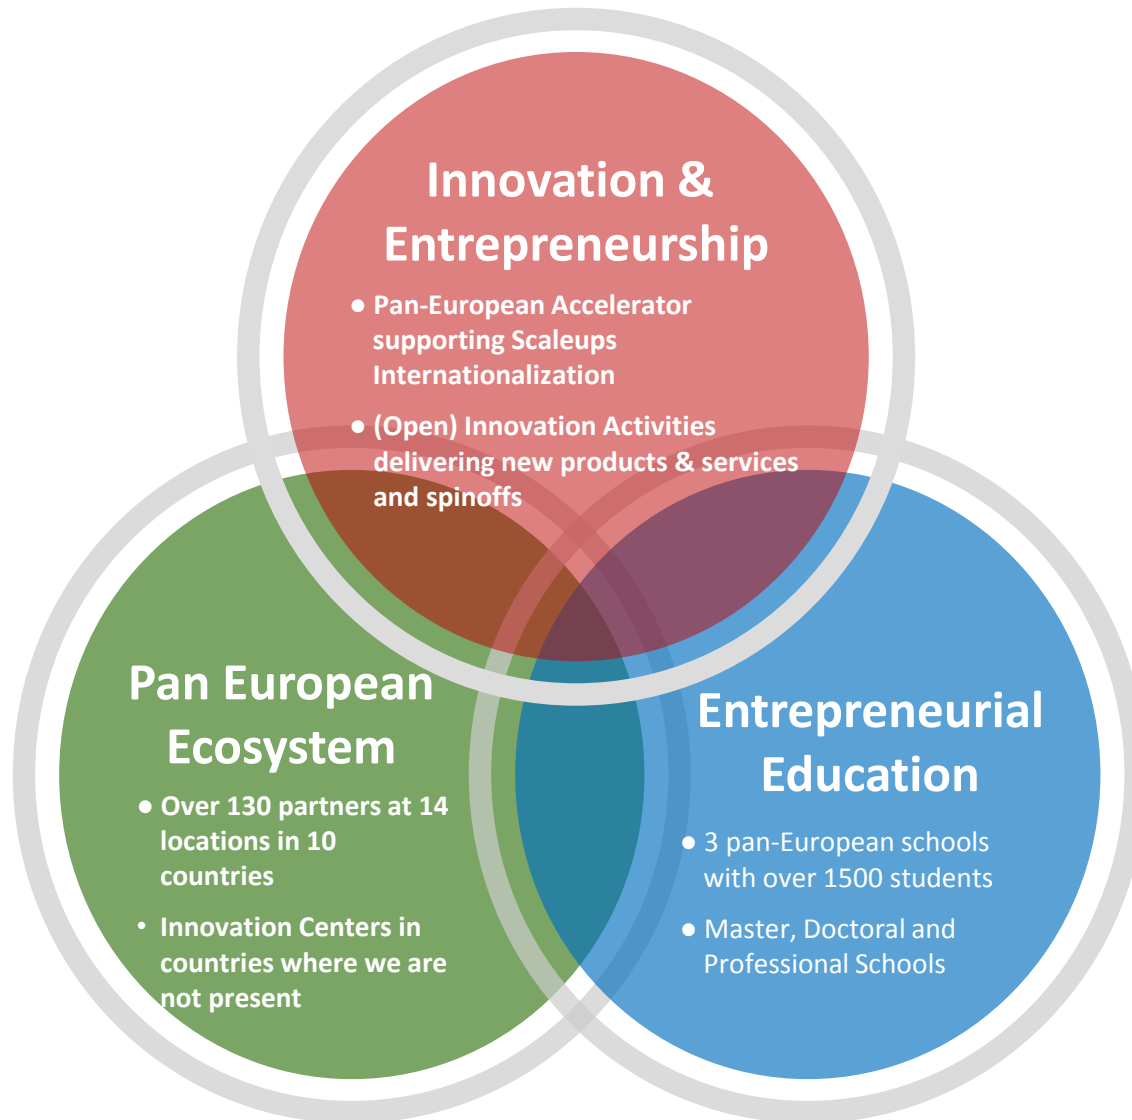 Innovation &
Entrepreneurship
● Pan-European Accelerator
supporting Scaleups
Internationalization
● (Open) Innovation Activities
delivering new products & services
and spinoffs
Pan European
Ecosystem
● Over 130 partners at 14
locations in 10
countries
• Innovation Centers in
countries where we are
not present
Entrepreneurial
Education
● 3 pan-European schools
with over 1500 students
● Master, Doctoral and
Professional Schools